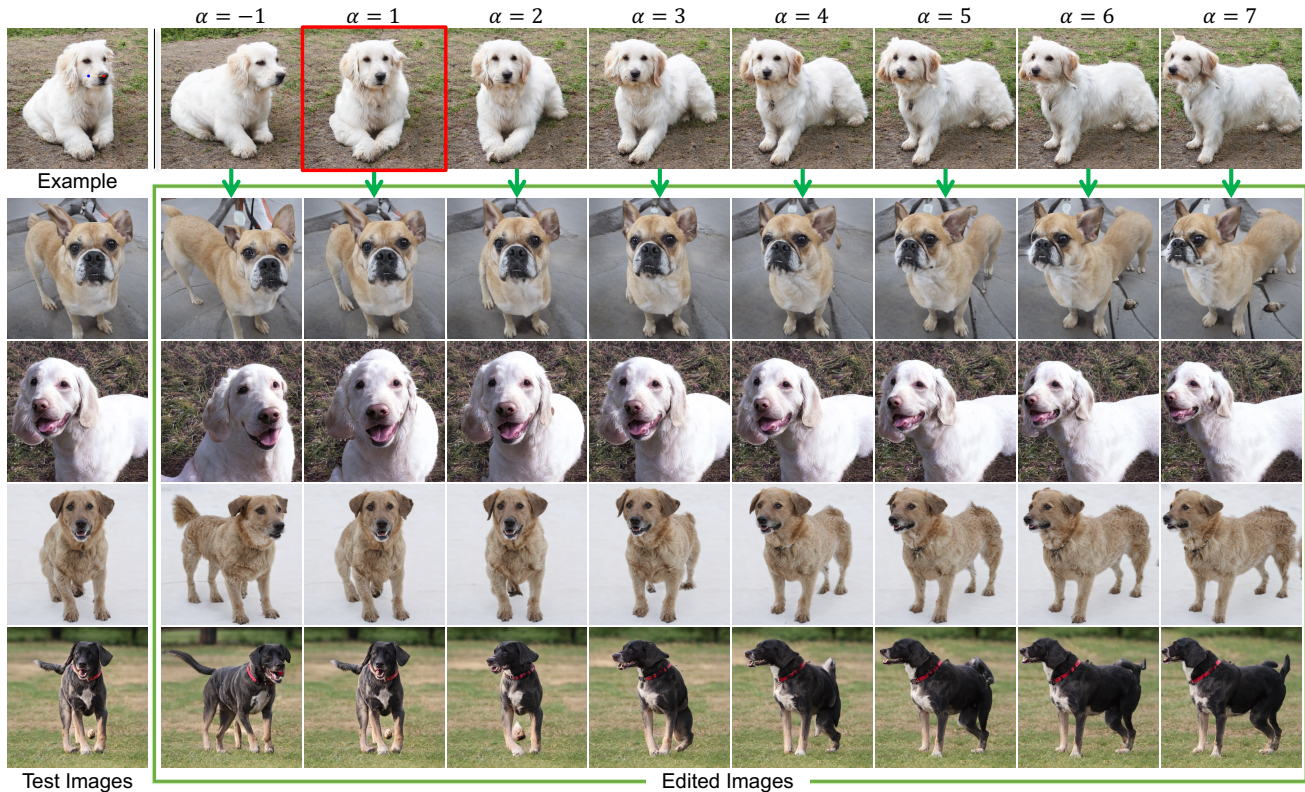 α = −1 α = 1 α = 2 α = 3 α = 4 α = 5 α = 6 α = 7
Example
Test Images Edited Images